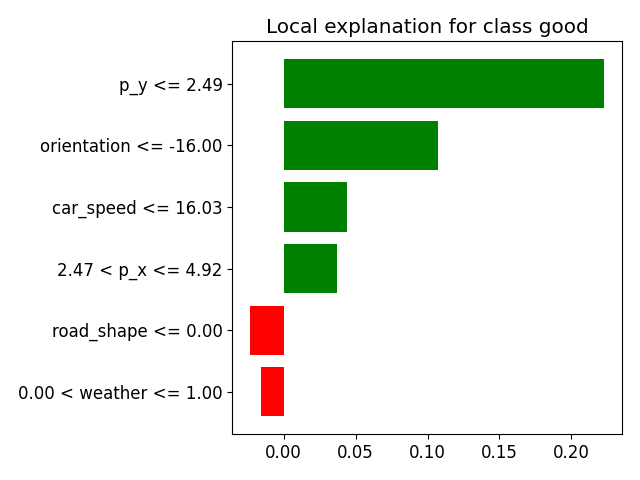 Local explanation for class good
p_y <= 2.49
orientation <= -16.00
car_speed <= 16.03
2.47 < p_x <= 4.92
road_shape <= 0.00
0.00 < weather <= 1.00
0.00 0.05 0.10 0.15 0.20